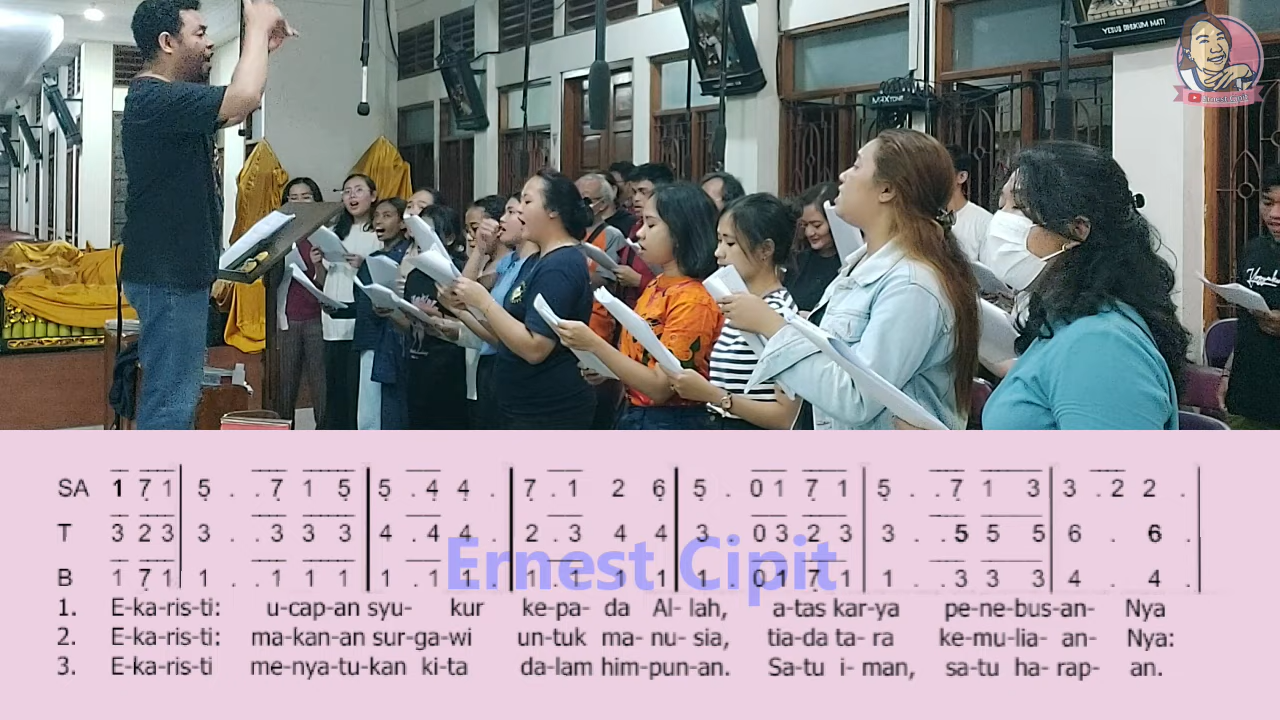 YESUS DIHUKUM MATI
MAXTONE
Ernest Cipit
SA 1 7 1 | 5 . . 7 1 5 | 5 . 4 4 . | 7 . 1 2 6 | 5 . 0 1 7 1 | 5 . . 7 1 3 | 3 . 2 2 . |
T 3 2 3 | 3 . . 3 3 3 | 4 . 4 4 . | 2 . 3 4 4 | 3 . 0 3 2 3 | 3 . . 5 5 5 | 6 . 6 . |
B 1 7 1 | 1 . . 1 1 1 | 1 . 1 1 . | 1 . 1 1 1 | 1 . 0 1 7 1 | 1 . . 3 3 3 | 4 . 4 . |
Ernest Cipit
1. E-ka-ris-ti: u-cap-an syu- kur ke-pa- da Al- lah, a-tas kar-ya pe-ne-bus-an- Nya
2. E-ka-ris-ti: ma-kan-an sur-ga-wi un-tuk ma- nu- sia, tia-da ta- ra ke-mu-lia- an- Nya:
3. E-ka-ris-ti me-nya-tu-kan ki-ta da-lam him-pun-an. Sa-tu i- man, sa-tu ha-rap- an.